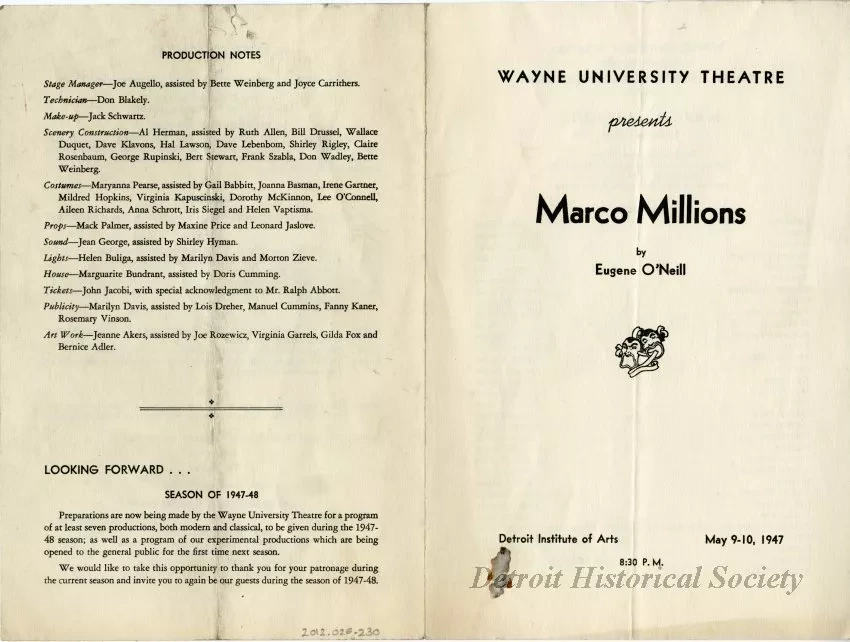 PRODUCTION NOTES
Stage Manager—Joe Augello, assisted by Bette Weinberg and Joyce Carrithers.
Technician—Don Blakely.
Make-up—Jack Schwartz.
Scenery Construction—Al Herman, assisted by Ruth Allen, Bill Drussel, Wallace
Duquet, Dave Klavons, Hal Lawson, Dave Lebenbom, Shirley Rigley, Claire
Rosenbaum, George Rupinski, Bert Stewart, Frank Szabla, Don Wadley, Bette
Weinberg.
Costumes—Maryanna Pearse, assisted by Gail Babbitt, Joanna Basman, Irene Gartner,
Mildred Hopkins, Virginia Kapuscinski, Dorothy McKinnon, Lee O'Connell,
Aileen Richards, Anna Schrott, Iris Siegel and Helen Vaptisma.
Props—Mack Palmer, assisted by Maxine Price and Leonard Jaslove.
Sound—Jean George, assisted by Shirley Hyman.
Lights—Helen Buliga, assisted by Marilyn Davis and Morton Zieve.
House—Marguarite Bundrant, assisted by Doris Cumming.
Tickets—John Jacobi, with special acknowledgment to Mr. Ralph Abbott.
Publicity—Marilyn Davis, assisted by Lois Dreher, Manuel Cummins, Fanny Kaner,
Rosemary Vinson.
Art Work—Jeanne Akers, assisted by Joe Rozewicz, Virginia Garrels, Gilda Fox and
Bernice Adler.
LOOKING FORWARD . . .
SEASON OF 1947-48
Preparations are now being made by the Wayne University Theatre for a program
of at least seven productions, both modern and classical, to be given during the 1947-
48 season; as well as a program of our experimental productions which are being
opened to the general public for the first time next season.
We would like to take this opportunity to thank you for your patronage during
the current season and invite you to again be our guests during the season of 1947-48.
2012.025-230
WAYNE UNIVERSITY THEATRE
presents
Marco Millions
by
Eugene O'Neill
Detroit Institute of Arts
May 9-10, 1947
8:30 P. M.
Detroit Historical Society